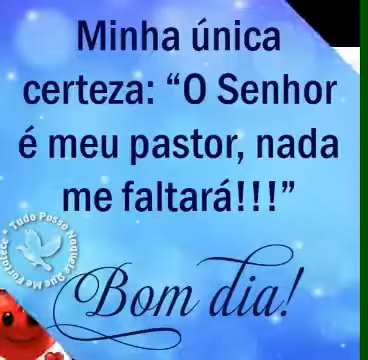 Minha única
certeza: “O Senhor
é meu pastor, nada
me faltará!!!”
Tudo Posso Naquele Que Me Fortalece
Bom dia!